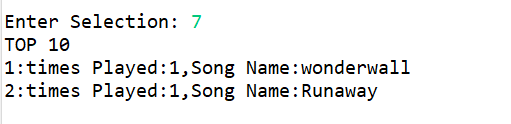 Enter Selection: 7
TOP 10
1:times Played:1,Song Name:wonderwall
2:times Played:1,Song Name:Runaway